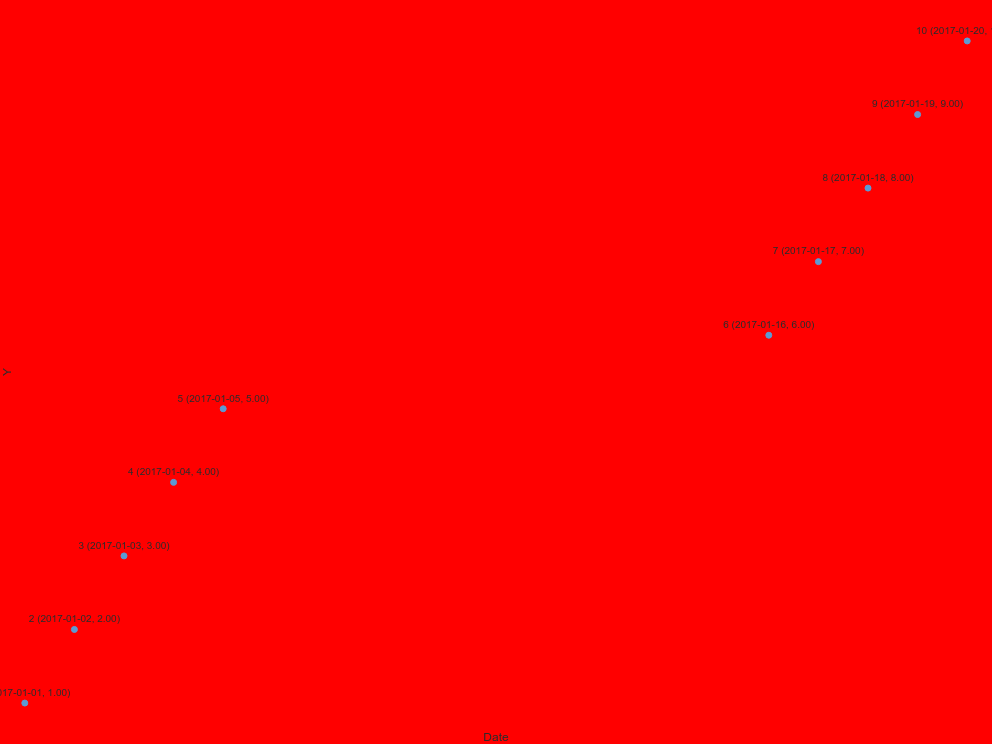 10 (2017-01-20,
9 (2017-01-19, 9.00)
8 (2017-01-18, 8.00)
7 (2017-01-17, 7.00)
6 (2017-01-16, 6.00)
Y
5 (2017-01-05, 5.00)
4 (2017-01-04, 4.00)
3 (2017-01-03, 3.00)
2 (2017-01-02, 2.00)
017-01-01, 1.00)
Date